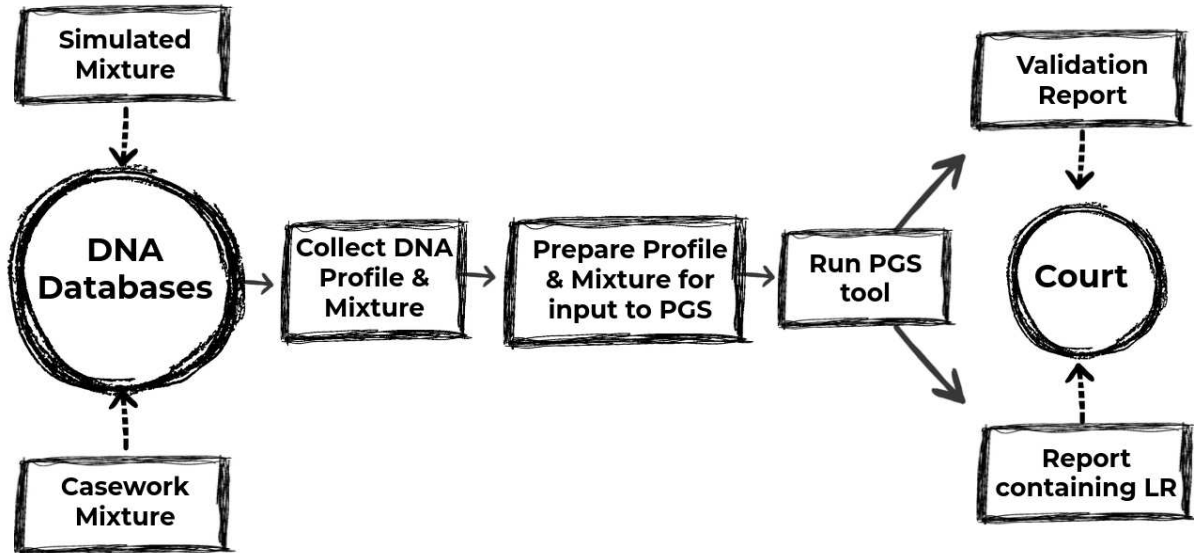 Simulated
Mixture
DNA
Databases
Casework
Mixture
Collect DNA
Profile &
Mixture
Prepare Profile
& Mixture for
input to PGS
Run PGS
tool
Validation
Report
Court
Report
containing LR